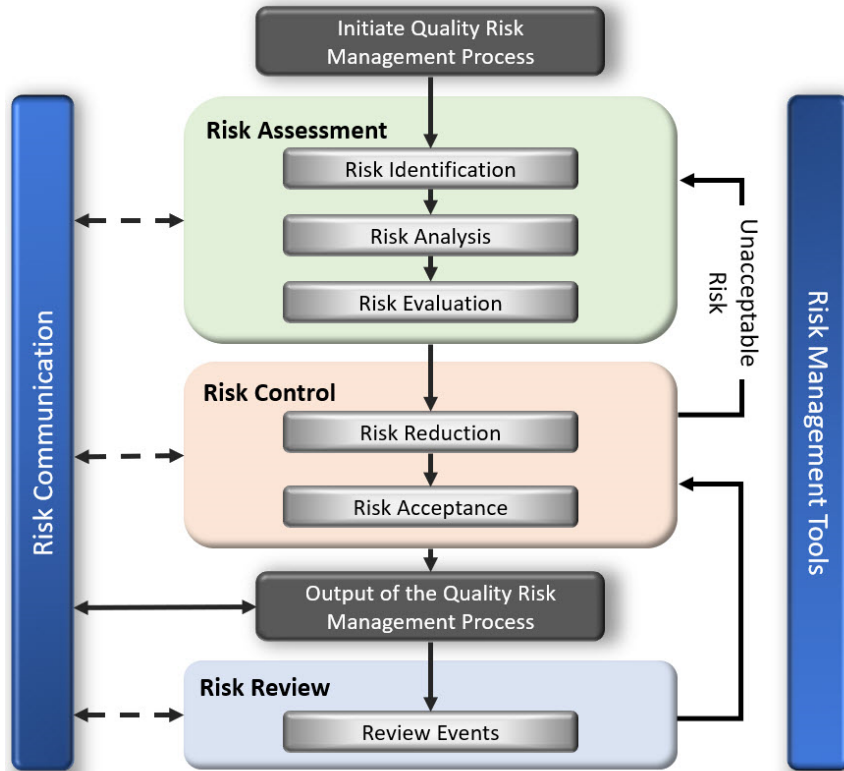 Initiate Quality Risk
Management Process
Risk Assessment
Risk Identification
Risk Analysis
Risk Evaluation
Unacceptable
Risk
Risk Control
Risk Reduction
Risk Acceptance
Output of the Quality Risk
Management Process
Risk Review
Review Events
Risk Communication
Risk Management Tools